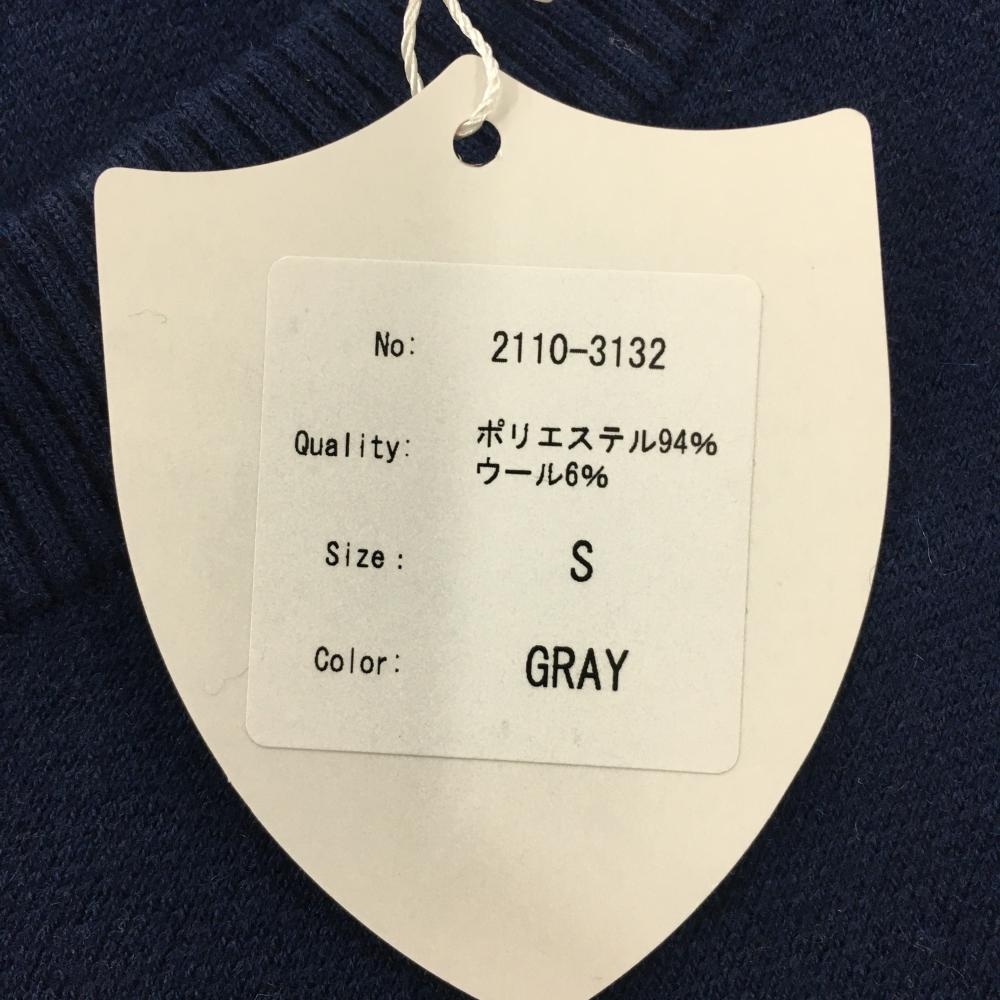 No: 2110-3132
Quality: ポリエステル94%
ウール6%
Size: S
Color: GRAY